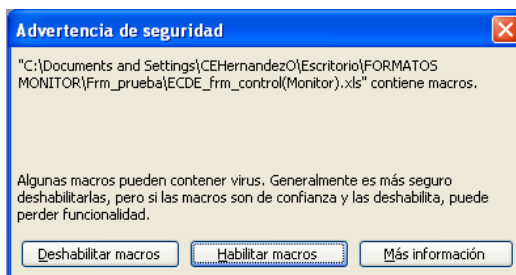 Advertencia de seguridad
"C:\Documents and Settings\CEHernandezO\Escritorio\FORMATOS
MONITOR\Frm_prueba\ECDE_frm_control(Monitor).xls" contiene macros.
Algunas macros pueden contener virus. Generalmente es más seguro
deshabilitarlas, pero si las macros son de confianza y las deshabilita, puede
perder funcionalidad.
Deshabilitar macros Habilitar macros Más información